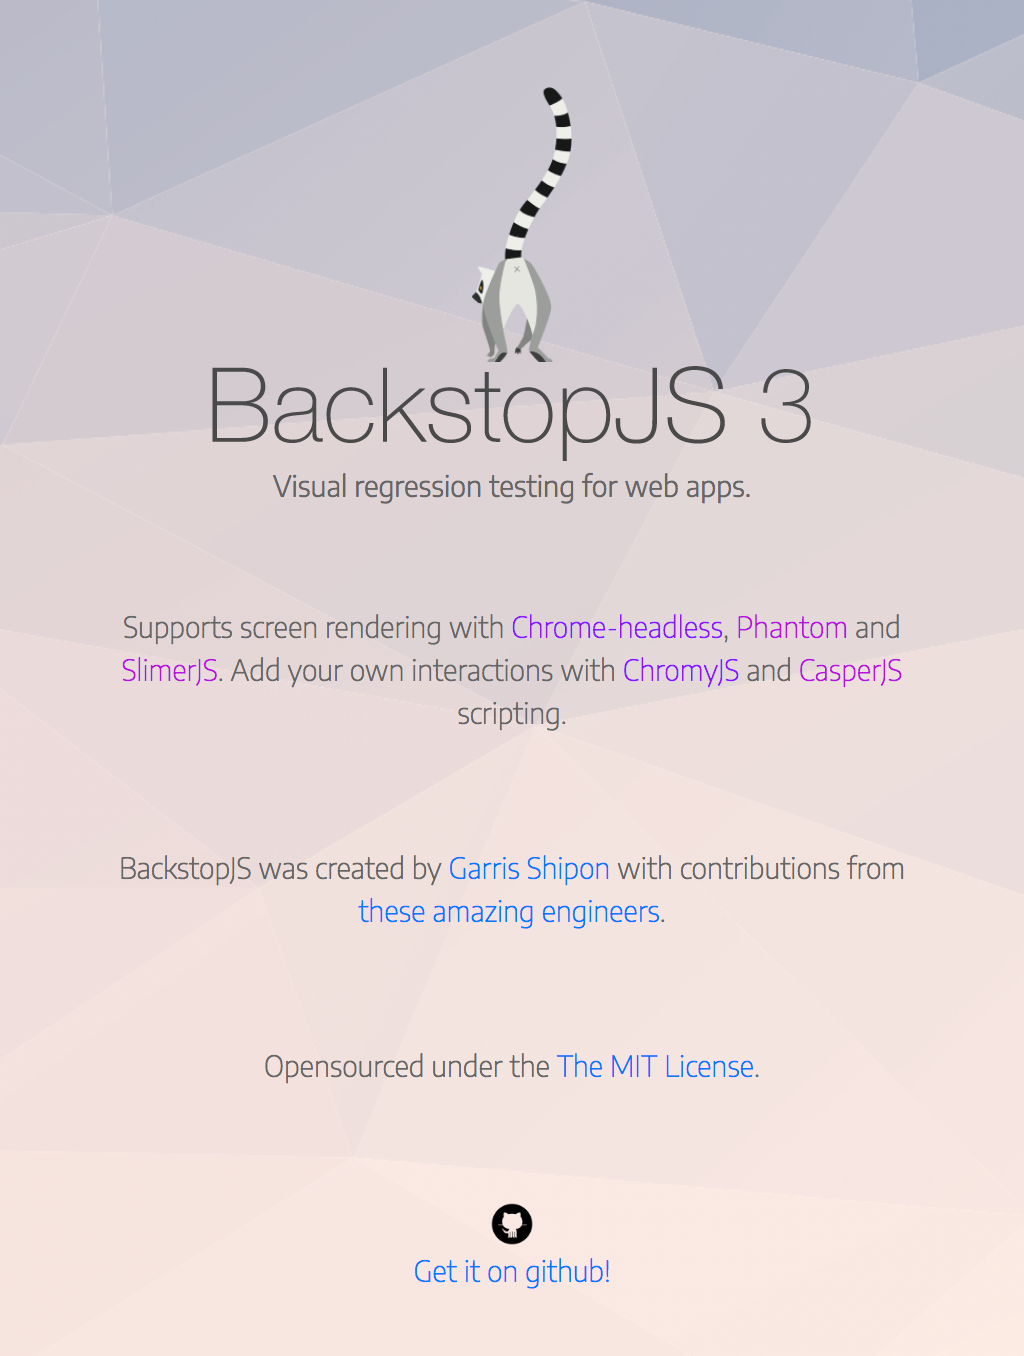 BackstopJS 3
Visual regression testing for web apps.
Supports screen rendering with Chrome-headless, Phantom and
SlimerJS. Add your own interactions with ChromyJS and CasperJS
scripting.
BackstopJS was created by Garris Shipon with contributions from
these amazing engineers.
Opensourced under the The MIT License.
Get it on github!